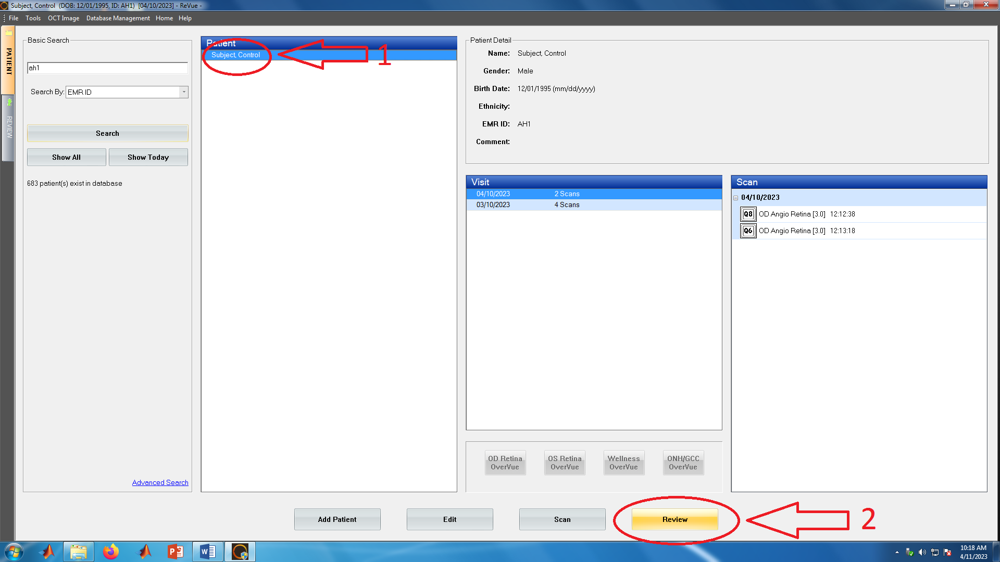 Subject, Control (DOB: 12/01/1995, ID: AH1) [04/10/2023] - ReVue -
File Tools OCT Image Database Management Home Help
PATIENT
REVIEW
Basic Search
ah1
Search By: EMR ID
Search
Show All Show Today
683 patient(s) exist in database
Advanced Search
Patient
Subject, Control
1
Patient Detail
Name: Subject, Control
Gender: Male
Birth Date: 12/01/1995 (mm/dd/yyyy)
Ethnicity:
EMR ID: AH1
Comment:
Visit
04/10/2023 2 Scans
03/10/2023 4 Scans
Scan
04/10/2023
Q8 OD Angio Retina [3.0] 12:12:38
Q6 OD Angio Retina [3.0] 12:13:18
OD Retina OverVue
OS Retina OverVue
Wellness OverVue
ONH/GCC OverVue
Add Patient Edit Scan Review
2
10:18 AM
4/11/2023